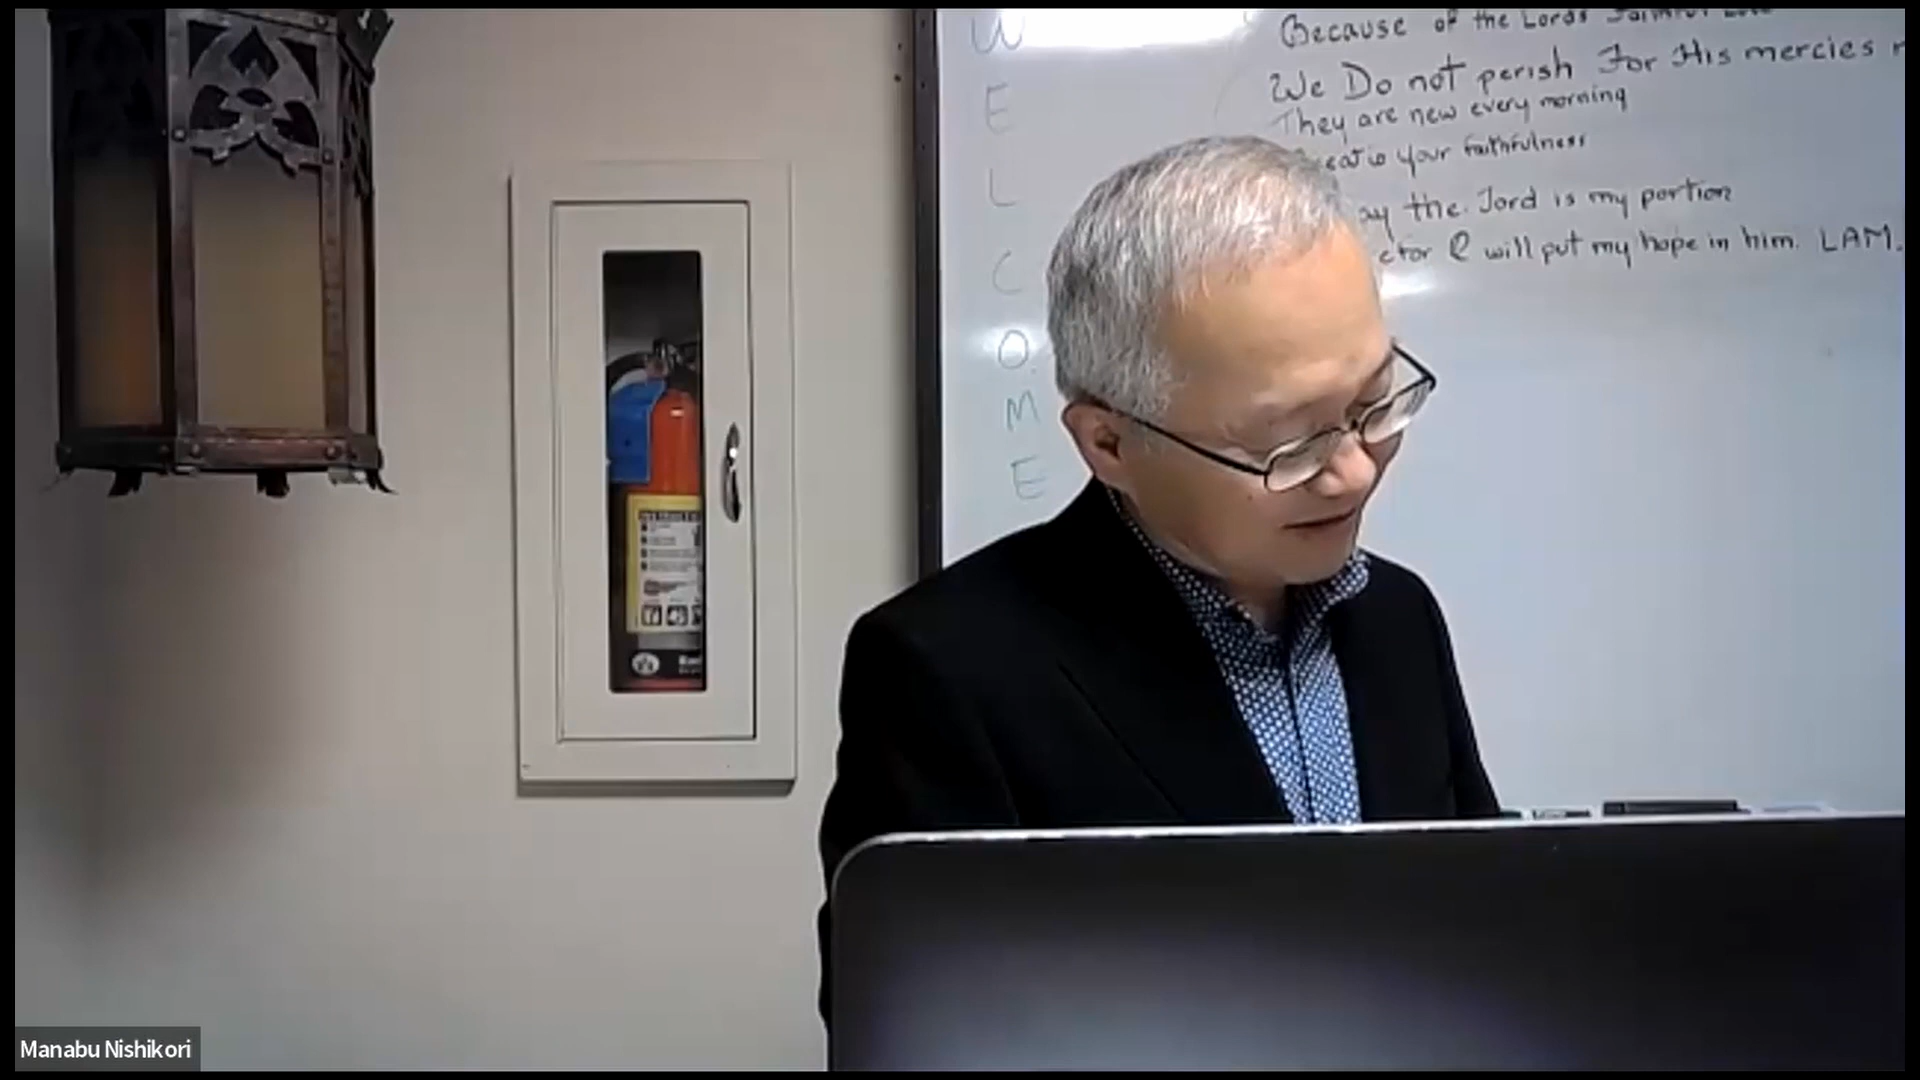 W
E
L
C
O
M
E
Because of the Lords
We Do not perish For His mercies
They are new every morning
your faithfulness
the Lord is my portion
I will put my hope in him. LAM.
Manabu Nishikori